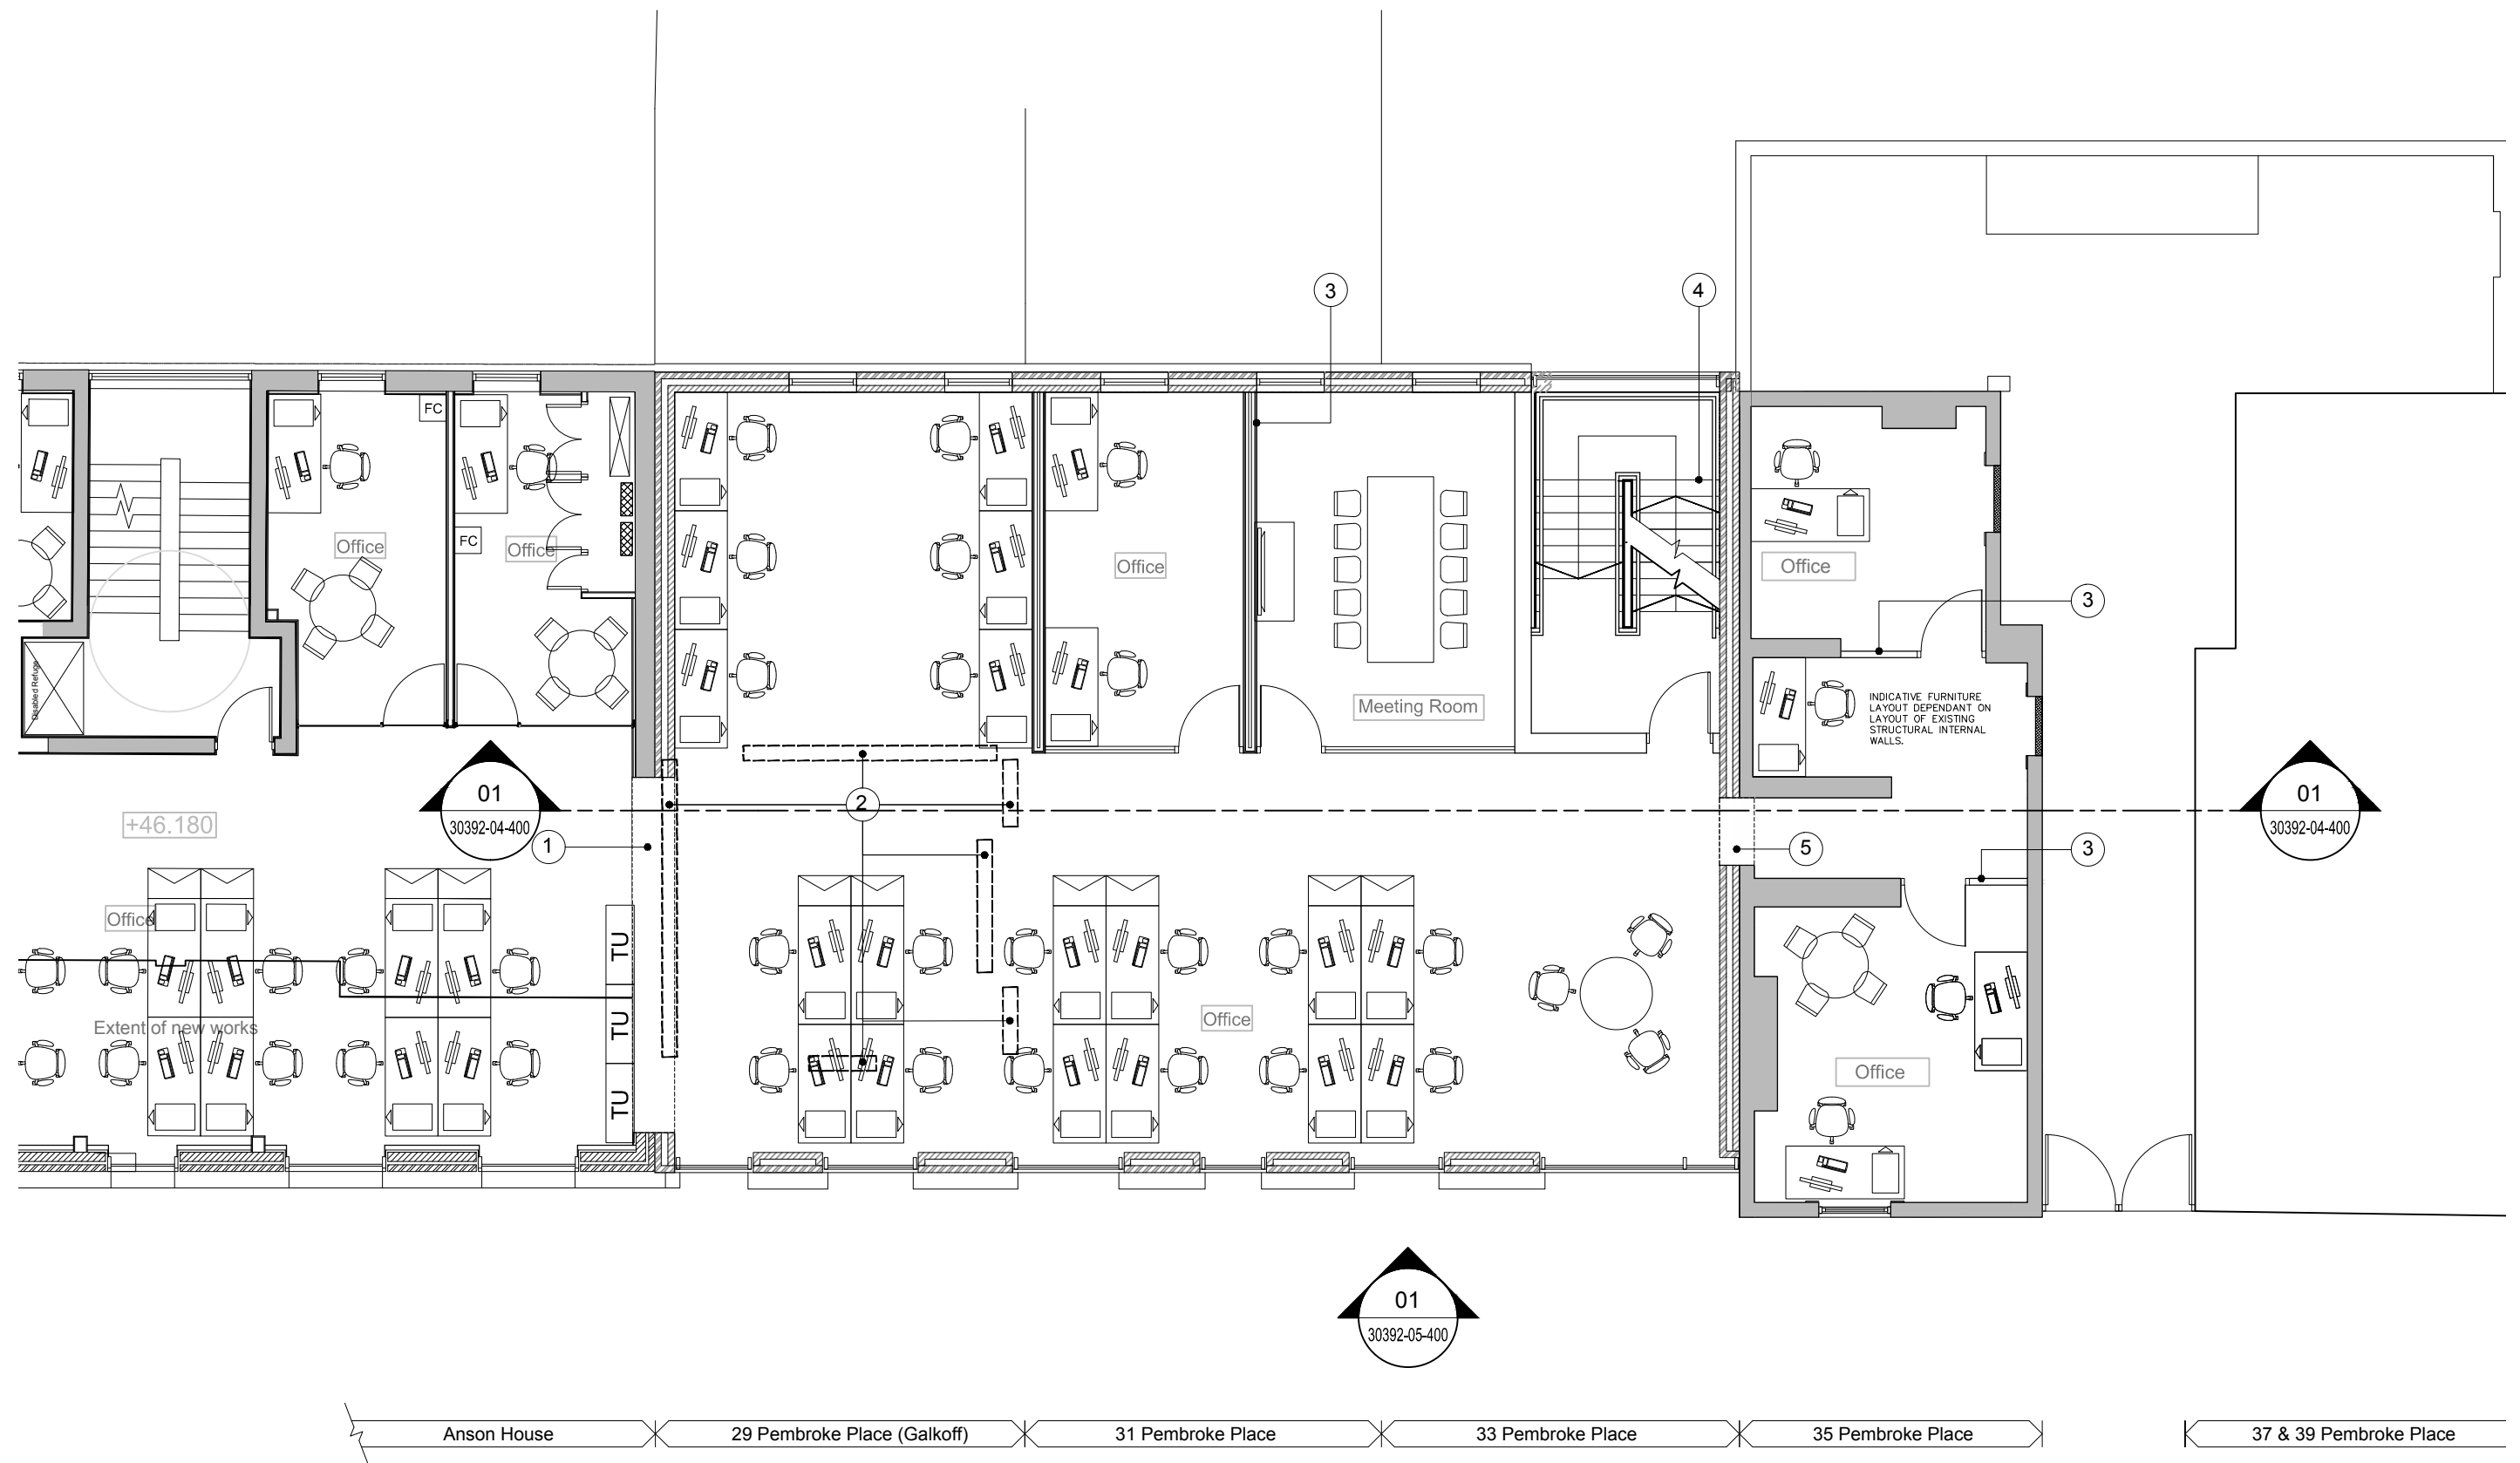 3
4
FC
Office
FC
Office
Office
Office
3
Disabled Refuge
Meeting Room
INDICATIVE FURNITURE
LAYOUT DEPENDANT ON
LAYOUT OF EXISTING
STRUCTURAL INTERNAL
WALLS.
01
30392-04-400
2
01
30392-04-400
+46.180
1
5
3
Office
TU
Office
Extent of new works
TU
Office
TU
01
30392-05-400
Anson House
29 Pembroke Place (Galkoff)
31 Pembroke Place
33 Pembroke Place
35 Pembroke Place
37 & 39 Pembroke Place